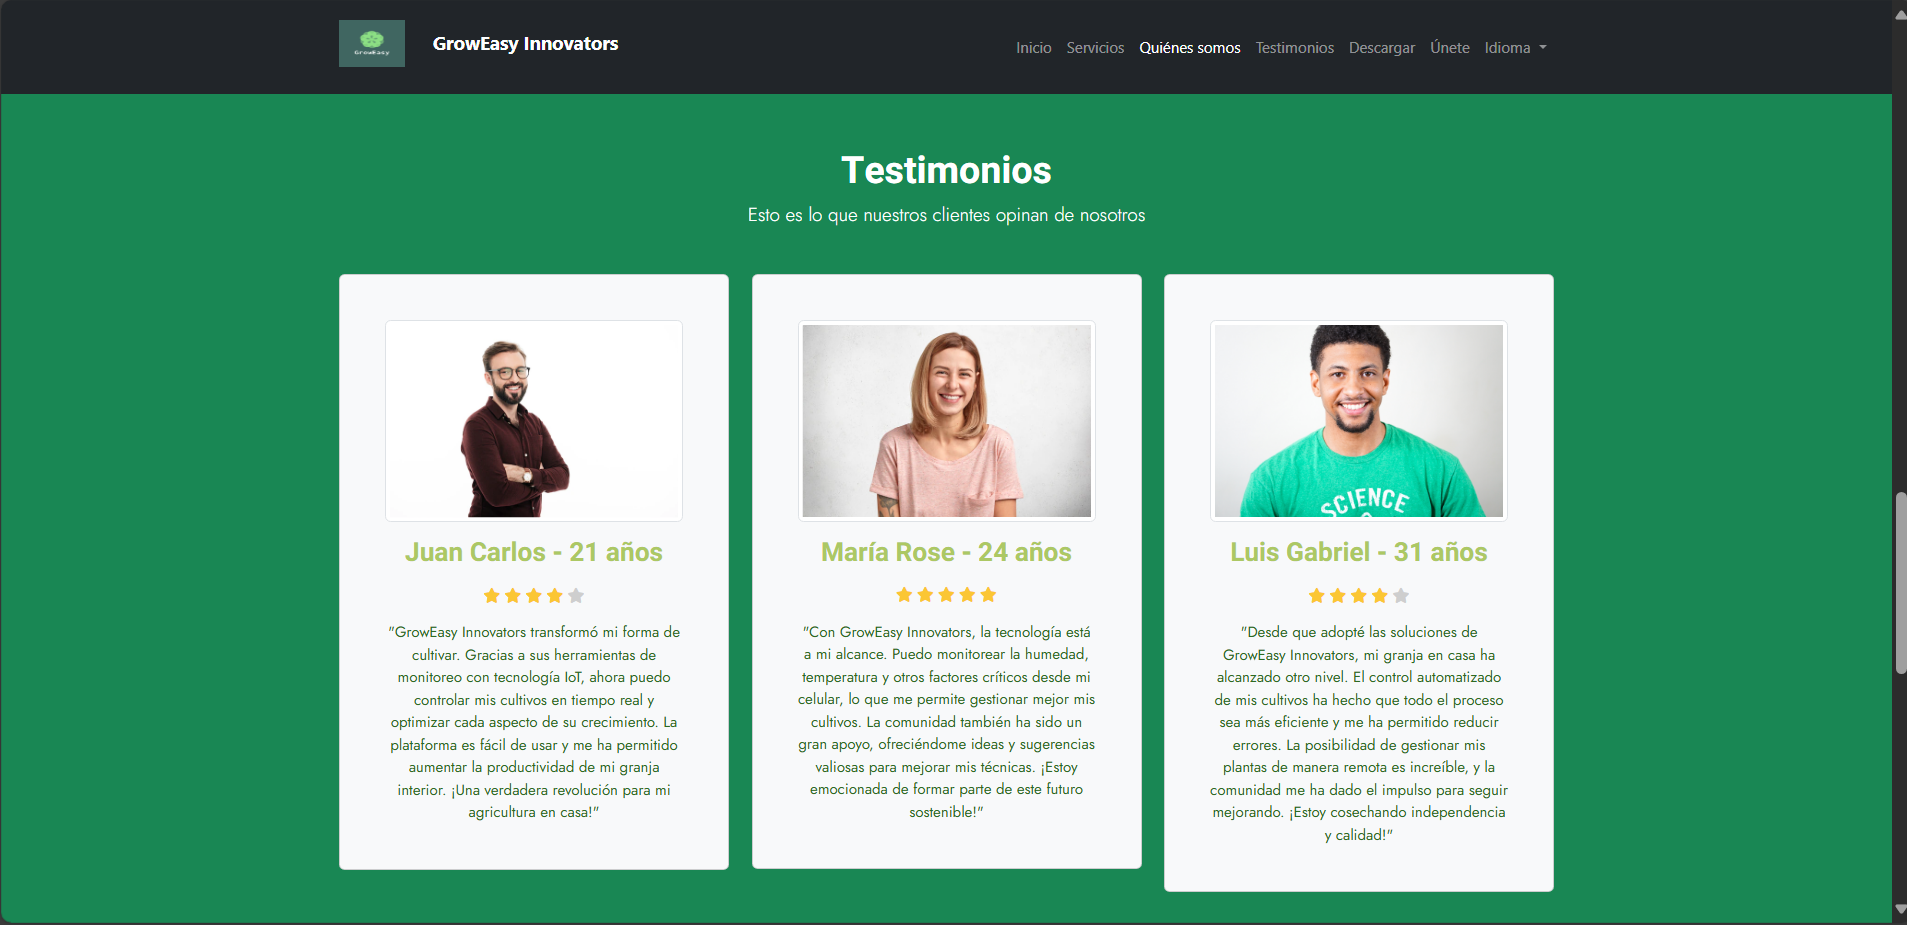 GrowEasy
GrowEasy Innovators
Inicio Servicios Quiénes somos Testimonios Descargar Únete Idioma
Testimonios
Esto es lo que nuestros clientes opinan de nosotros
Juan Carlos - 21 años
"GrowEasy Innovators transformó mi forma de
cultivar. Gracias a sus herramientas de
monitoreo con tecnología IoT, ahora puedo
controlar mis cultivos en tiempo real y
optimizar cada aspecto de su crecimiento. La
plataforma es fácil de usar y me ha permitido
aumentar la productividad de mi granja
interior. ¡Una verdadera revolución para mi
agricultura en casa!"
María Rose - 24 años
"Con GrowEasy Innovators, la tecnología está
a mi alcance. Puedo monitorear la humedad,
temperatura y otros factores críticos desde mi
celular, lo que me permite gestionar mejor mis
cultivos. La comunidad también ha sido un
gran apoyo, ofreciéndome ideas y sugerencias
valiosas para mejorar mis técnicas. ¡Estoy
emocionada de formar parte de este futuro
sostenible!"
SCIENCE
Luis Gabriel - 31 años
"Desde que adopté las soluciones de
GrowEasy Innovators, mi granja en casa ha
alcanzado otro nivel. El control automatizado
de mis cultivos ha hecho que todo el proceso
sea más eficiente y me ha permitido reducir
errores. La posibilidad de gestionar mis
plantas de manera remota es increíble, y la
comunidad me ha dado el impulso para seguir
mejorando. ¡Estoy cosechando independencia
y calidad!"